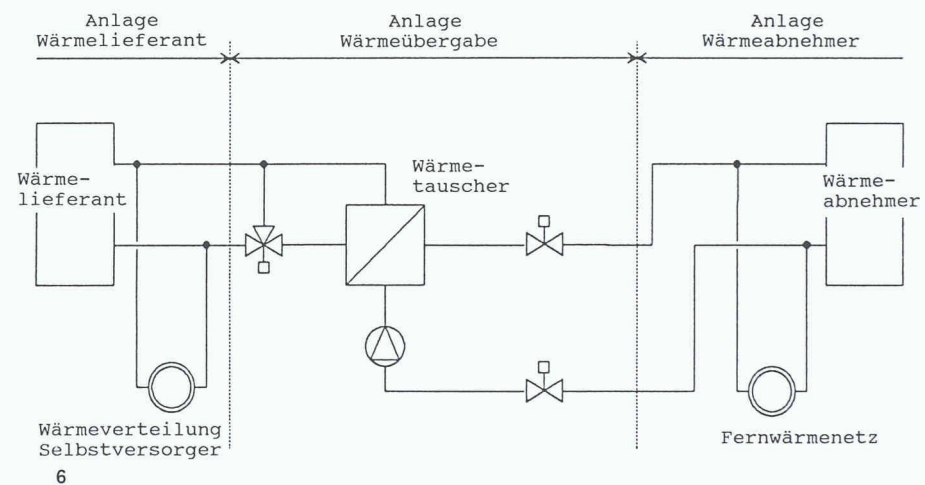 Anlage
Wärmelieferant
Anlage
Wärmeübergabe
Anlage
Wärmeabnehmer
Wärme-
lieferant
Wärme-
tauscher
Wärme-
abnehmer
Wärmeverteilung
Selbstversorger
Fernwärmenetz
6